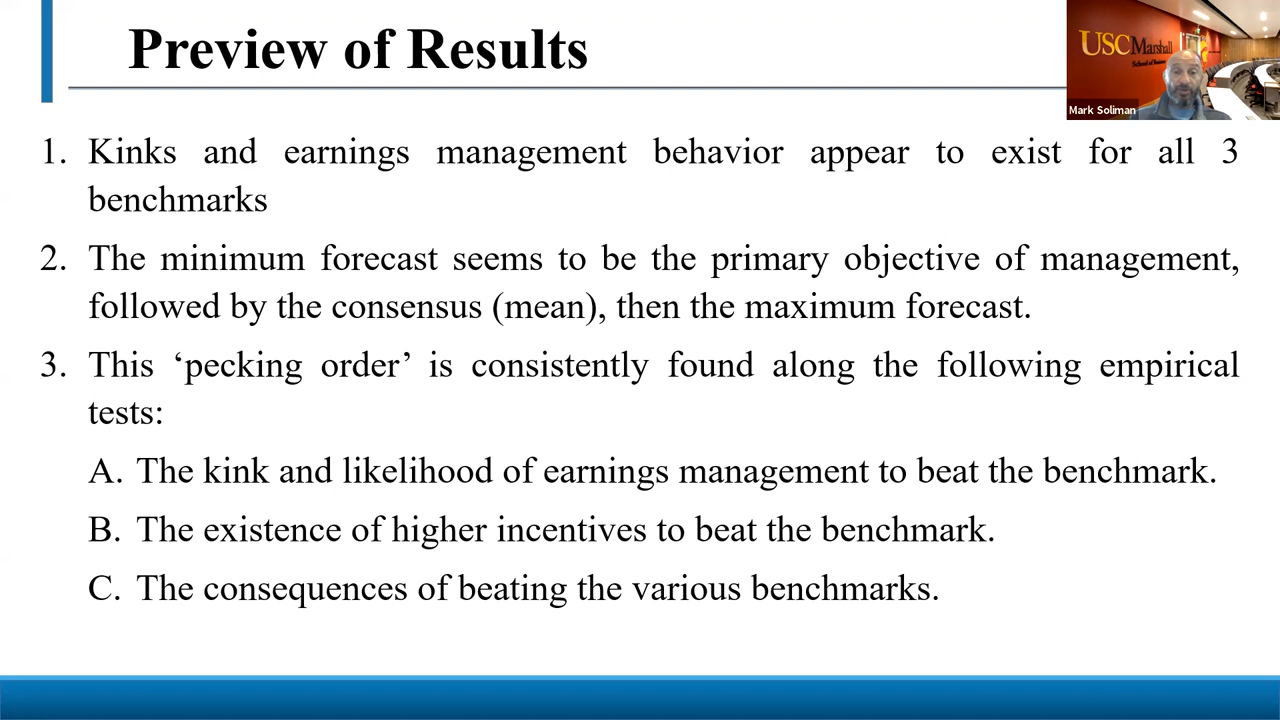 Preview of Results
USC Marshall
School of Business
Mark Soliman
1. Kinks and earnings management behavior appear to exist for all 3
benchmarks
2. The minimum forecast seems to be the primary objective of management,
followed by the consensus (mean), then the maximum forecast.
3. This ‘pecking order’ is consistently found along the following empirical
tests:
A. The kink and likelihood of earnings management to beat the benchmark.
B. The existence of higher incentives to beat the benchmark.
C. The consequences of beating the various benchmarks.